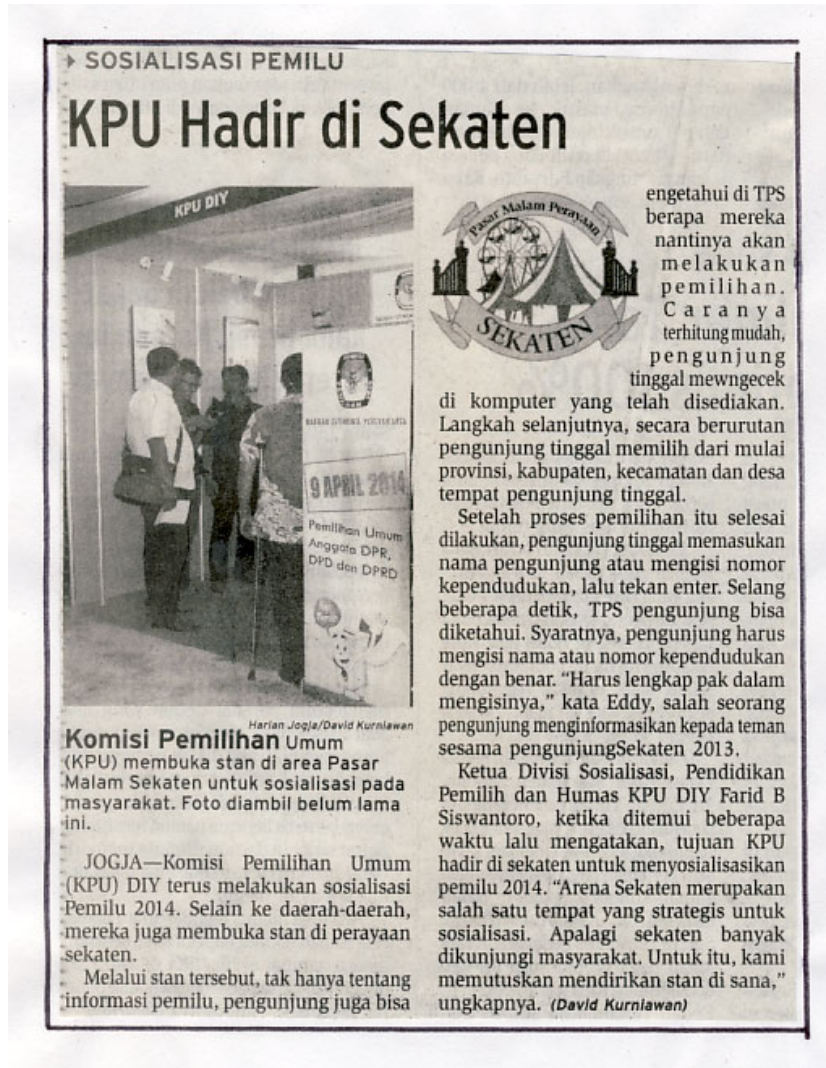 SOSIALISASI PEMILU
KPU Hadir di Sekaten
KPU DIY
DAERAH ISTIMEWA YOGYAKARTA
9 APRIL 2014
Pemilihan Umum
Anggota DPR,
DPD dan DPRD
Harian Jogja/David Kurniawan
Komisi Pemilihan Umum
(KPU) membuka stan di area Pasar
Malam Sekaten untuk sosialisasi pada
masyarakat. Foto diambil belum lama
ini.
JOGJA—Komisi Pemilihan Umum
(KPU) DIY terus melakukan sosialisasi
Pemilu 2014. Selain ke daerah-daerah,
mereka juga membuka stan di perayaan
sekaten.
Melalui stan tersebut, tak hanya tentang
informasi pemilu, pengunjung juga bisa
Pasar Malam Perayaan
SEKATEN
engetahui di TPS
berapa mereka
nantinya akan
melakukan
pemilihan.
Caranya
terhitung mudah,
pengunjung
tinggal mewngecek
di komputer yang telah disediakan.
Langkah selanjutnya, secara berurutan
pengunjung tinggal memilih dari mulai
provinsi, kabupaten, kecamatan dan desa
tempat pengunjung tinggal.
Setelah proses pemilihan itu selesai
dilakukan, pengunjung tinggal memasukan
nama pengunjung atau mengisi nomor
kependudukan, lalu tekan enter. Selang
beberapa detik, TPS pengunjung bisa
diketahui. Syaratnya, pengunjung harus
mengisi nama atau nomor kependudukan
dengan benar. “Harus lengkap pak dalam
mengisinya,” kata Eddy, salah seorang
pengunjung menginformasikan kepada teman
sesama pengunjungSekaten 2013.
Ketua Divisi Sosialisasi, Pendidikan
Pemilih dan Humas KPU DIY Farid B
Siswantoro, ketika ditemui beberapa
waktu lalu mengatakan, tujuan KPU
hadir di sekaten untuk menyosialisasikan
pemilu 2014. “Arena Sekaten merupakan
salah satu tempat yang strategis untuk
sosialisasi. Apalagi sekaten banyak
dikunjungi masyarakat. Untuk itu, kami
memutuskan mendirikan stan di sana,”
ungkapnya. (David Kurniawan)